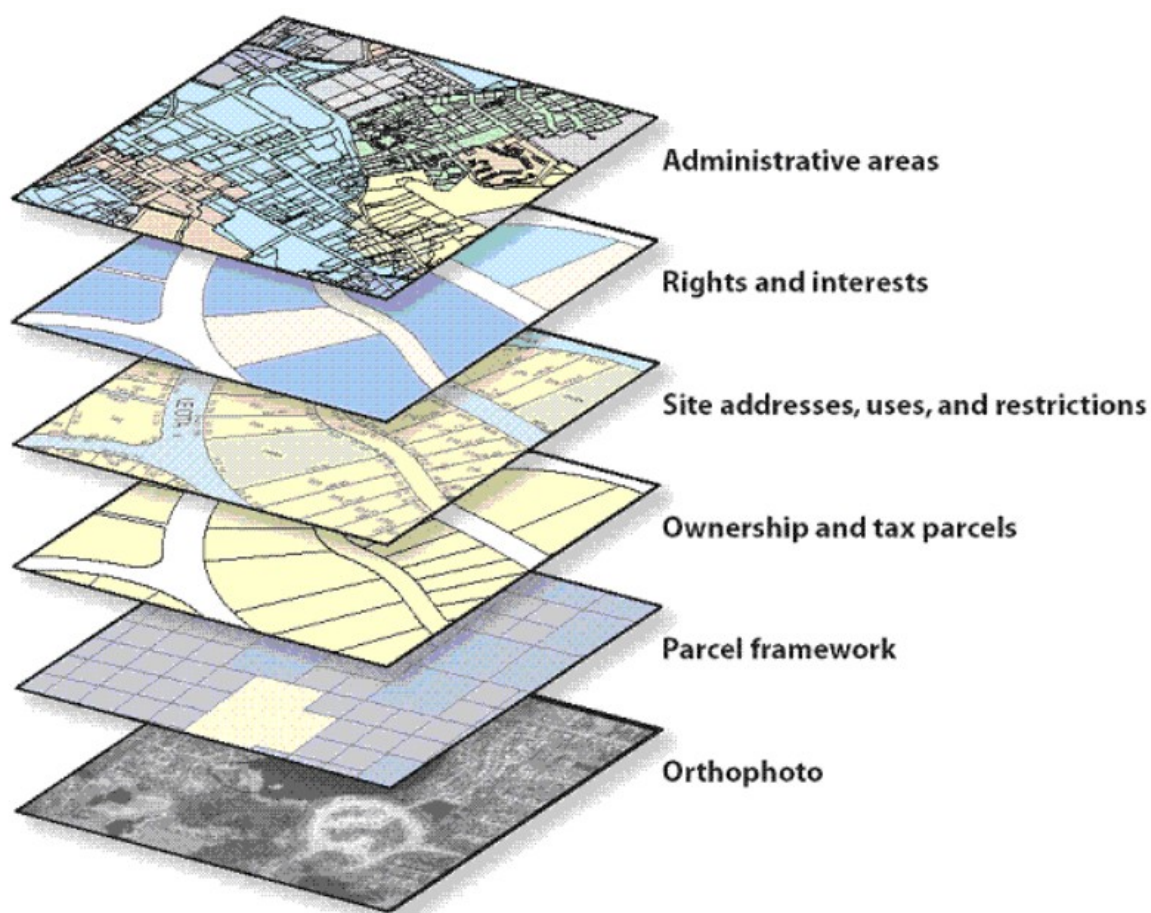 Administrative areas
Rights and interests
Site addresses, uses, and restrictions
Ownership and tax parcels
Parcel framework
Orthophoto